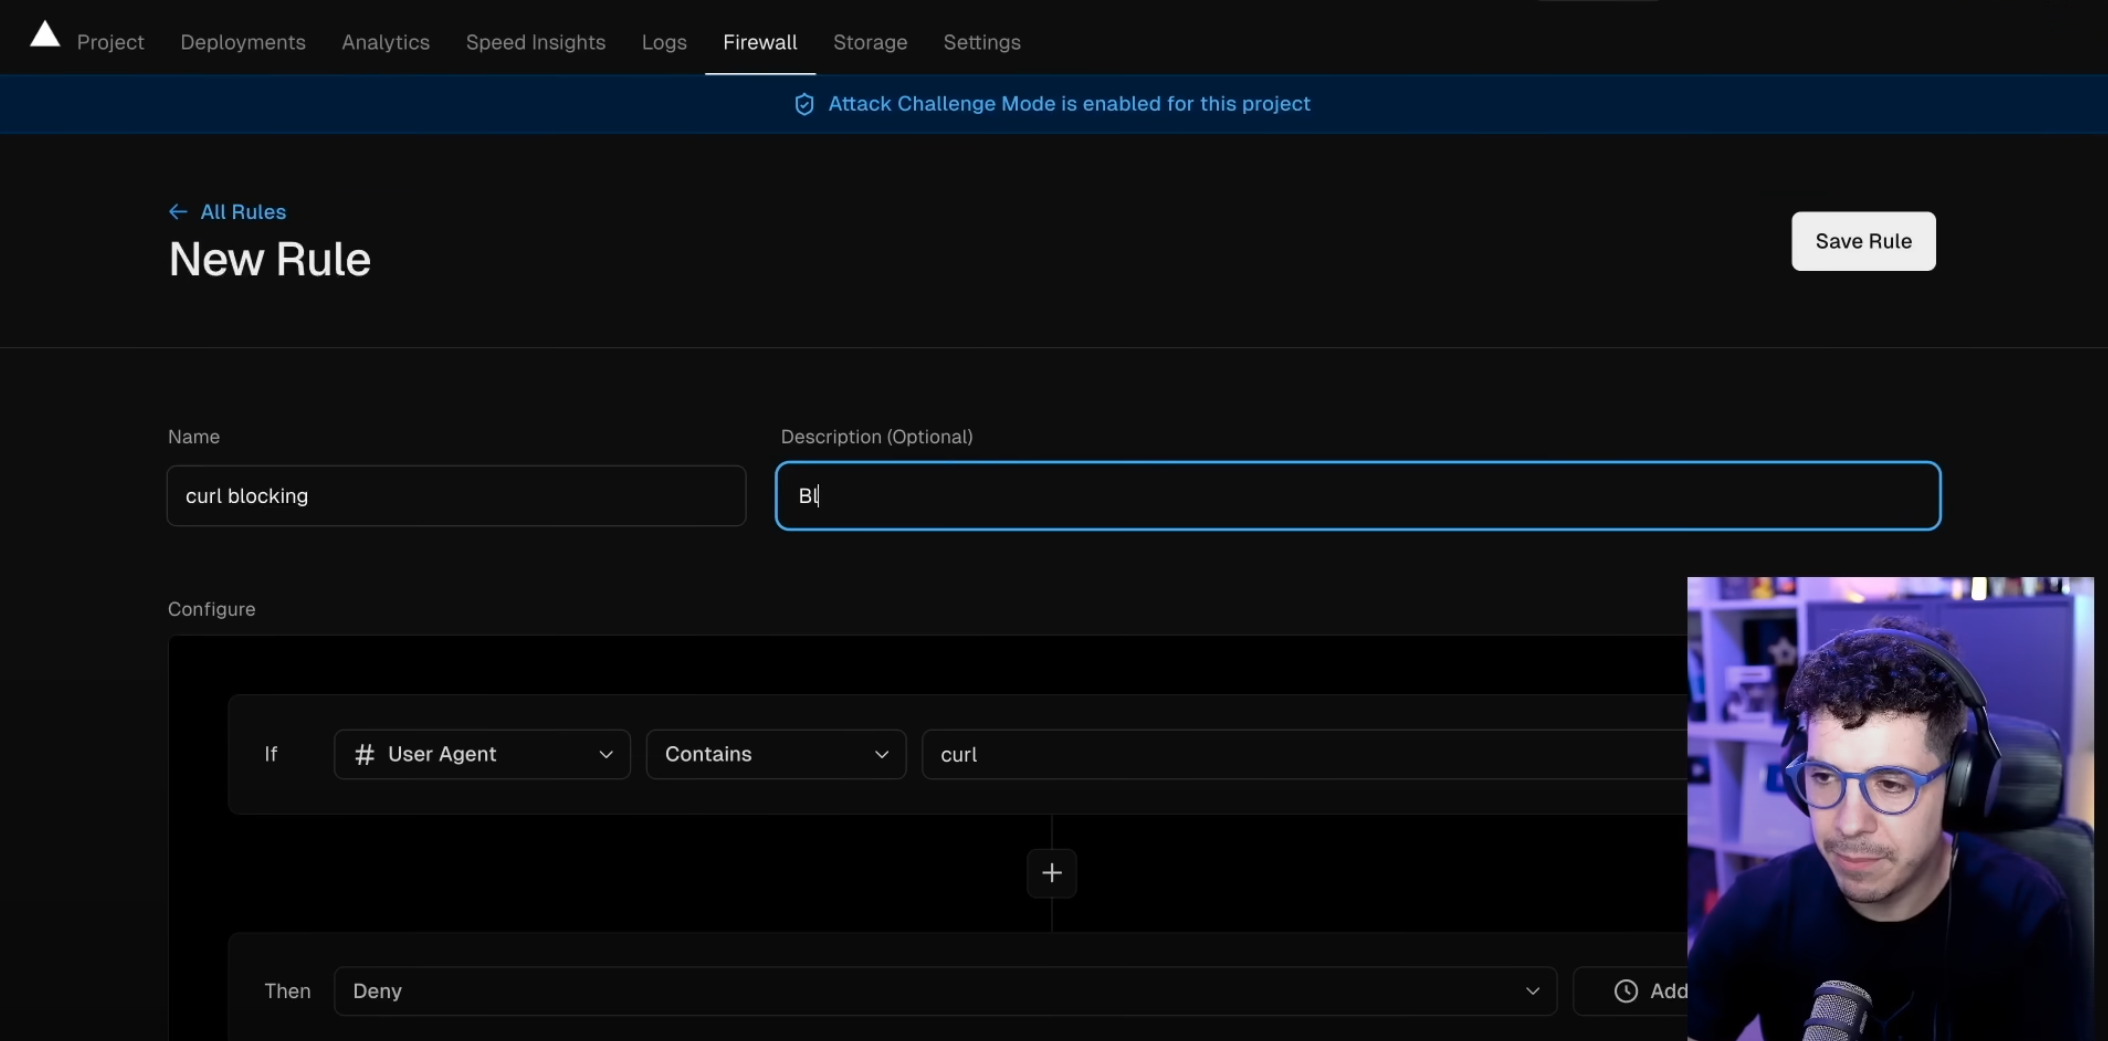 Project Deployments Analytics Speed Insights Logs Firewall Storage Settings
Attack Challenge Mode is enabled for this project
← All Rules
New Rule
Save Rule
Name
Description (Optional)
curl blocking
Bl
Configure
If # User Agent Contains curl
+
Then Deny Add